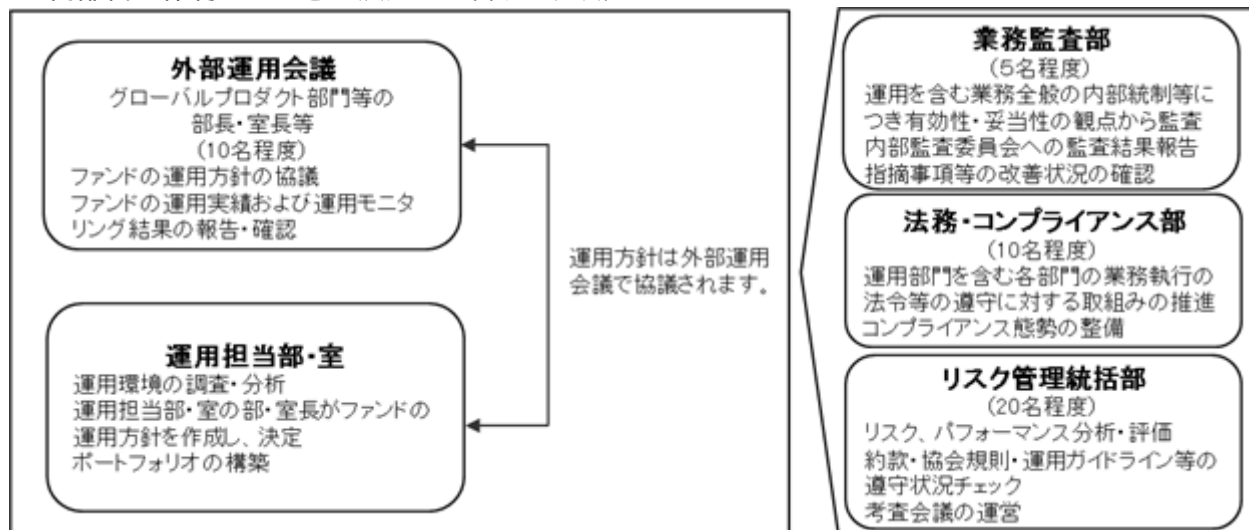 外部運用会議
グローバルプロダクト部門等の
部長・室長等
(10名程度)
ファンドの運用方針の協議
ファンドの運用実績および運用モニタ
リング結果の報告・確認
運用方針は外部運用
会議で協議されます。
運用担当部・室
運用環境の調査・分析
運用担当部・室の部・室長がファンドの
運用方針を作成し、決定
ポートフォリオの構築
業務監査部
(5名程度)
運用を含む業務全般の内部統制等に
つき有効性・妥当性の観点から監査
内部監査委員会への監査結果報告
指摘事項等の改善状況の確認
法務・コンプライアンス部
(10名程度)
運用部門を含む各部門の業務執行の
法令等の遵守に対する取組みの推進
コンプライアンス態勢の整備
リスク管理統括部
(20名程度)
リスク、パフォーマンス分析・評価
約款・協会規則・運用ガイドライン等の
遵守状況チェック
考査会議の運営